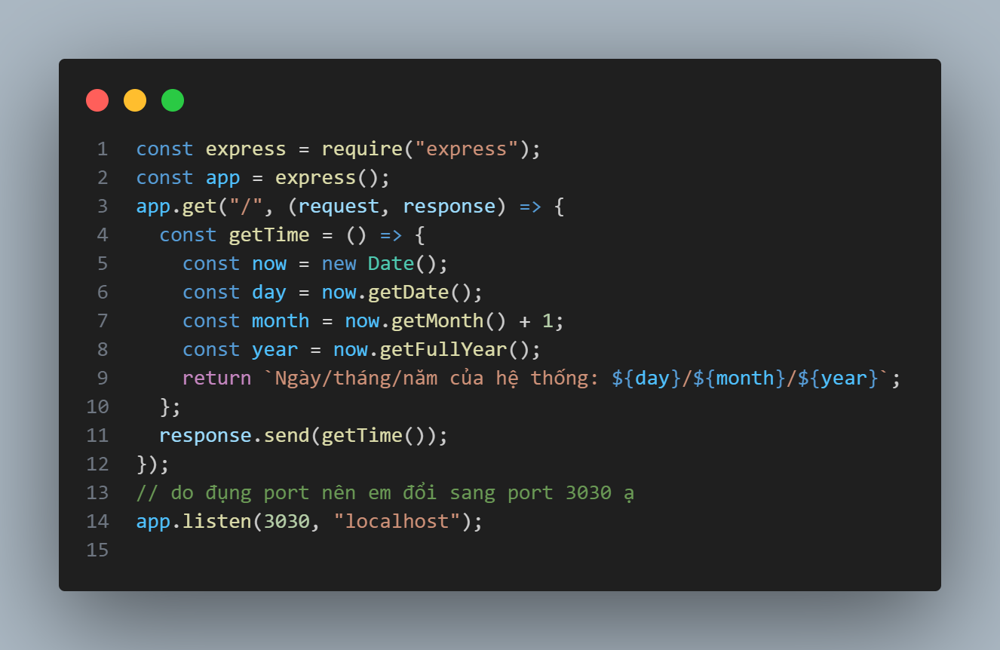 1 const express = require("express");
2 const app = express();
3 app.get("/", (request, response) => {
4   const getTime = () => {
5     const now = new Date();
6     const day = now.getDate();
7     const month = now.getMonth() + 1;
8     const year = now.getFullYear();
9     return `Ngày/tháng/năm của hệ thống: ${day}/${month}/${year}`;
10   };
11   response.send(getTime());
12 });
13 // do đụng port nên em đổi sang port 3030 ạ
14 app.listen(3030, "localhost");
15